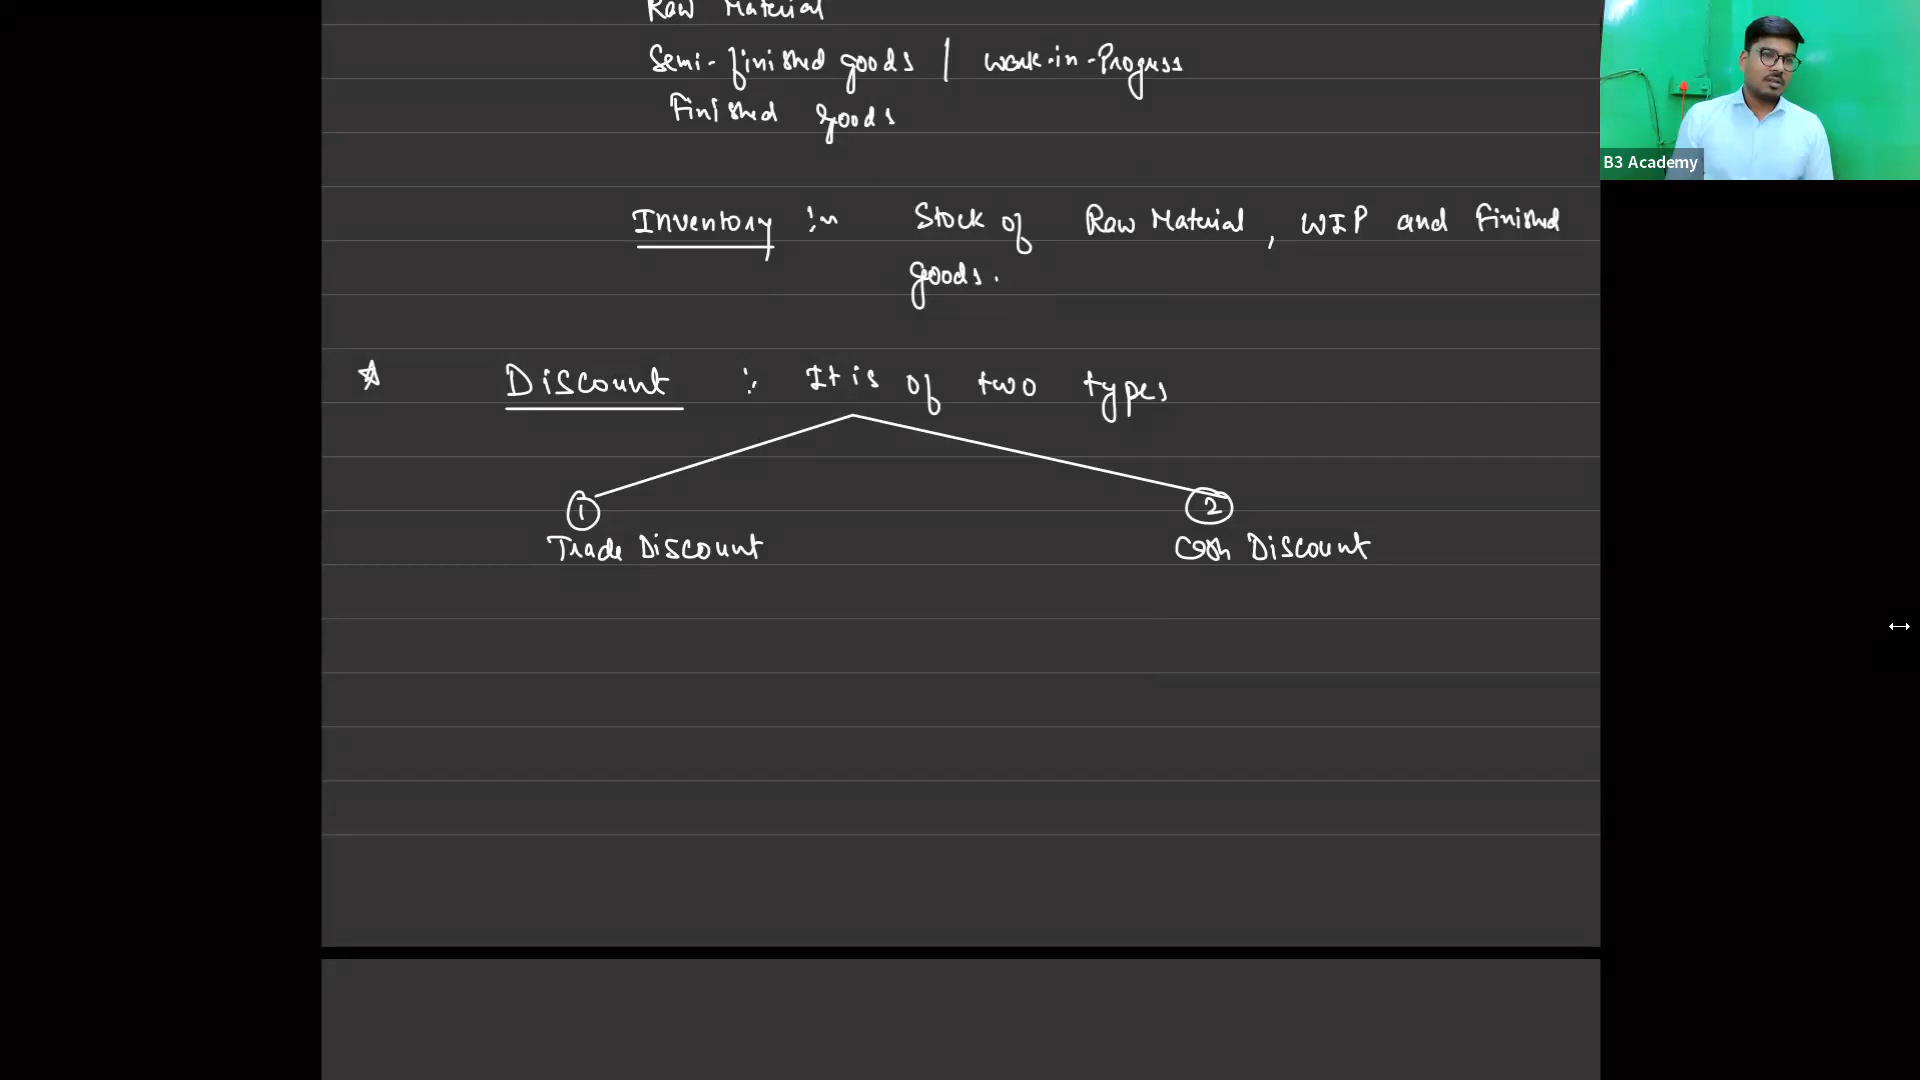 Raw Material
Semi-finished goods | Work-in-Progress
Finished goods
B3 Academy
Inventory :~ Stock of Raw Material, WIP and Finished
goods.
☆ Discount : It is of two types
1 2
Trade Discount Cash Discount